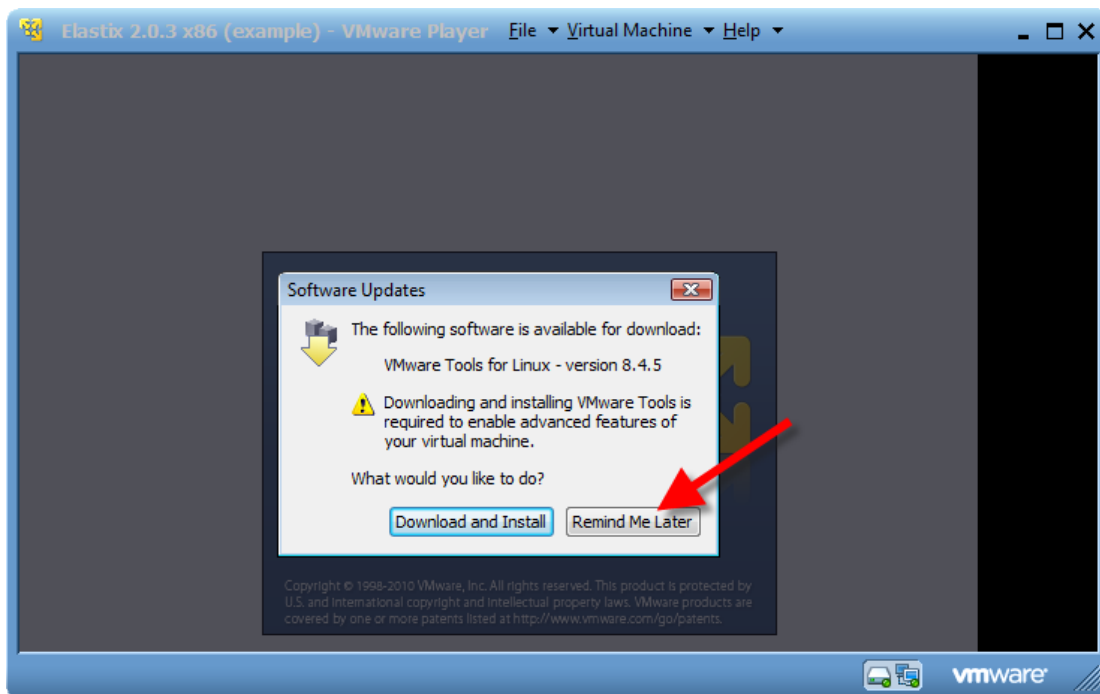 Elastix 2.0.3 x86 (example) - VMware Player File Virtual Machine Help
Software Updates
The following software is available for download:
VMware Tools for Linux - version 8.4.5
Downloading and installing VMware Tools is
required to enable advanced features of
your virtual machine.
What would you like to do?
Download and Install Remind Me Later
Copyright © 1998-2010 VMware, Inc. All rights reserved. This product is protected by
U.S. and international copyright and intellectual property laws. VMware products are
covered by one or more patents listed at http://www.vmware.com/go/patents.
vmware